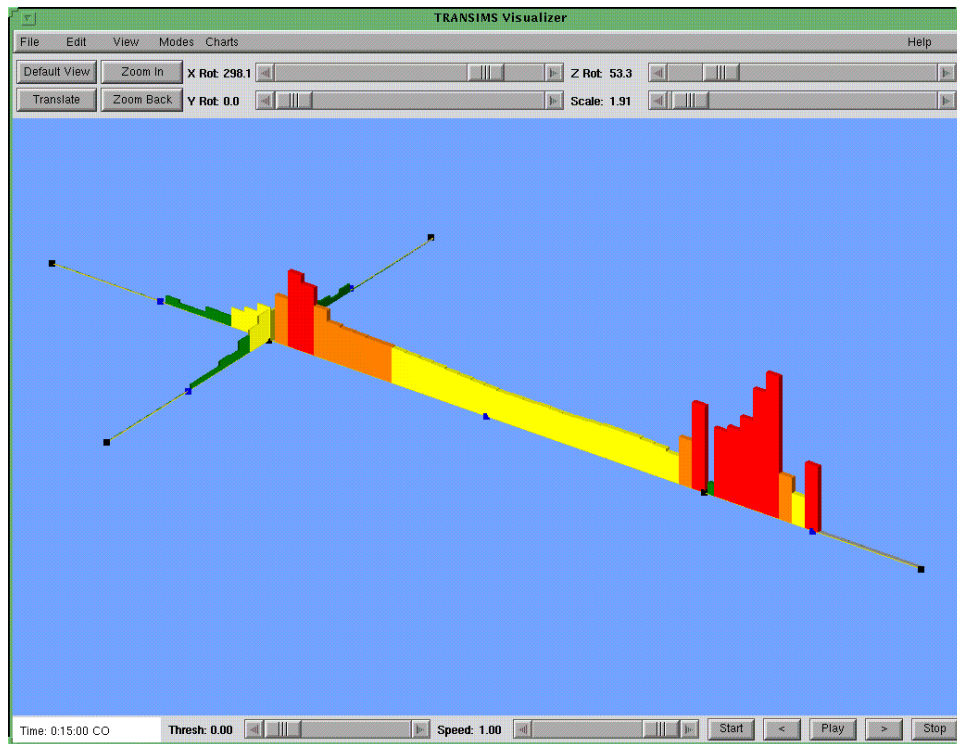 TRANSIMS Visualizer
File Edit View Modes Charts Help
Default View Zoom In X Rot: 298.1 Z Rot: 53.3
Translate Zoom Back Y Rot: 0.0 Scale: 1.91
Time: 0:15:00 CO Thresh: 0.00 Speed: 1.00 Start < Play > Stop